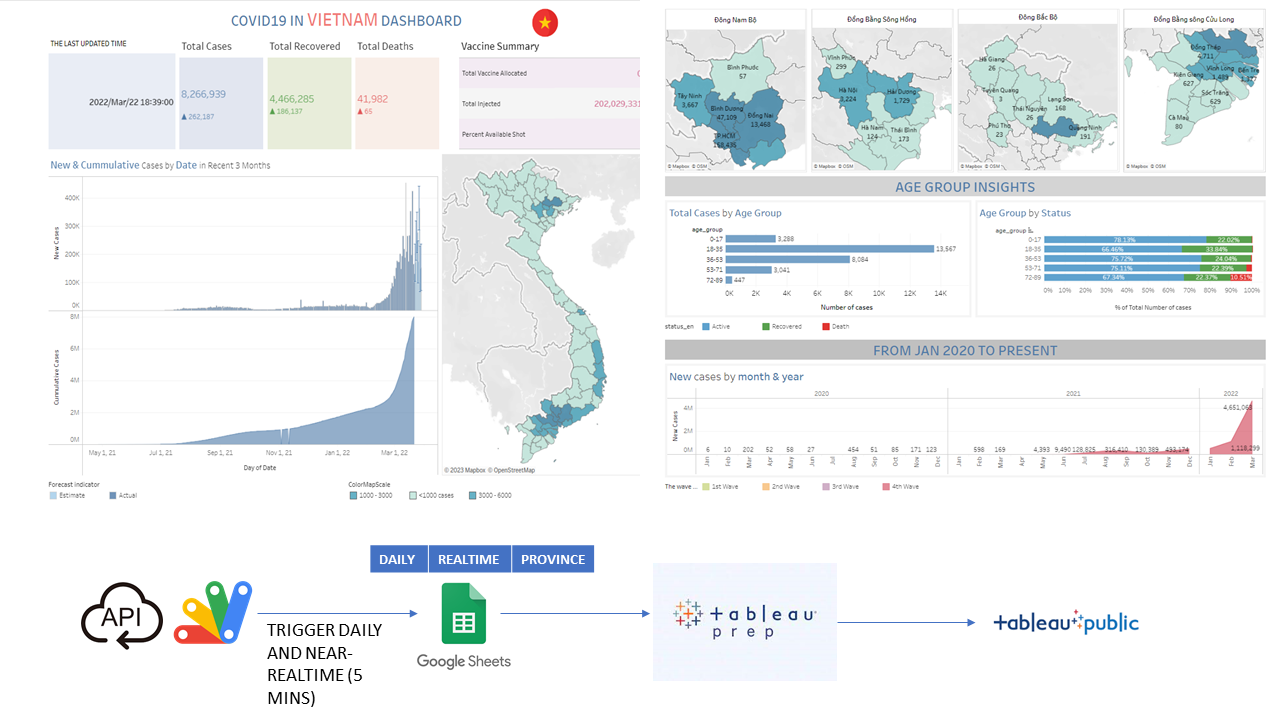 COVID19 IN VIETNAM DASHBOARD
THE LAST UPDATED TIME
Total Cases
Total Recovered
Total Deaths
Vaccine Summary
2022/Mar/22 18:39:00
8,266,939
▲ 262,187
4,466,285
▲ 186,137
41,982
▲ 65
Total Vaccine Allocated
Total Injected
202,029,331
Percent Available Shot
New & Cummulative Cases by Date in Recent 3 Months
New Cases
400K
300K
200K
100K
0K
Cumulative Cases
8M
6M
4M
2M
0M
May 1, 21
Jul 1, 21
Sep 1, 21
Nov 1, 21
Jan 1, 22
Mar 1, 22
Day of Date
© 2023 Mapbox © OpenStreetMap
Forecast indicator
Estimate
Actual
ColorMapScale
1000 - 3000
<1000 cases
3000 - 6000
Đông Nam Bộ
Bình Phước
57
Tây Ninh
3,667
Bình Dương
47,109
Đồng Nai
13,468
TP.HCM
© Mapbox © OSM
Đồng Bằng Sông Hồng
Vĩnh Phúc
299
Hà Nội
3,224
Hải Dương
1,729
Hà Nam
124
Thái Bình
173
© Mapbox © OSM
Đông Bắc Bộ
Hà Giang
26
Tuyên Quang
3
Lạng Sơn
168
Thái Nguyên
26
Phú Thọ
23
Quảng Ninh
191
© Mapbox © OSM
Đồng Bằng sông Cửu Long
Đồng Tháp
4,711
Vĩnh Long
1,489
Bến Tre
Kiên Giang
627
Sóc Trăng
629
Cà Mau
80
© Mapbox © OSM
AGE GROUP INSIGHTS
Total Cases by Age Group
age_group
0-17
3,288
18-35
13,567
36-53
8,084
53-71
3,041
72-89
447
0K 2K 4K 6K 8K 10K 12K 14K
Number of cases
Age Group by Status
age_group
0-17 78.13% 22.02%
18-35 66.46% 33.84%
36-53 75.72% 24.04%
53-71 75.11% 22.39%
72-89 67.34% 22.37% 10.51%
0% 10% 20% 30% 40% 50% 60% 70% 80% 90% 100%
% of Total Number of cases
status_en
Active
Recovered
Death
FROM JAN 2020 TO PRESENT
New cases by month & year
2020
2021
2022
New Cases
4M
2M
0M
6 10 202 52 58 27 454 51 85 171 123
598 169 4,393 9,490 128,825 316,410 130,389 493,174
4,651,063
1,118,299
Jan Feb Mar Apr May Jun Jul Aug Sep Oct Nov Dec
Jan Feb Mar Apr May Jun Jul Aug Sep Oct Nov Dec
Jan Feb Mar
The wave ..
1st Wave
2nd Wave
3rd Wave
4th Wave
DAILY
REALTIME
PROVINCE
API
TRIGGER DAILY
AND NEAR-
REALTIME (5
MINS)
Google Sheets
tableau
prep
tableau public